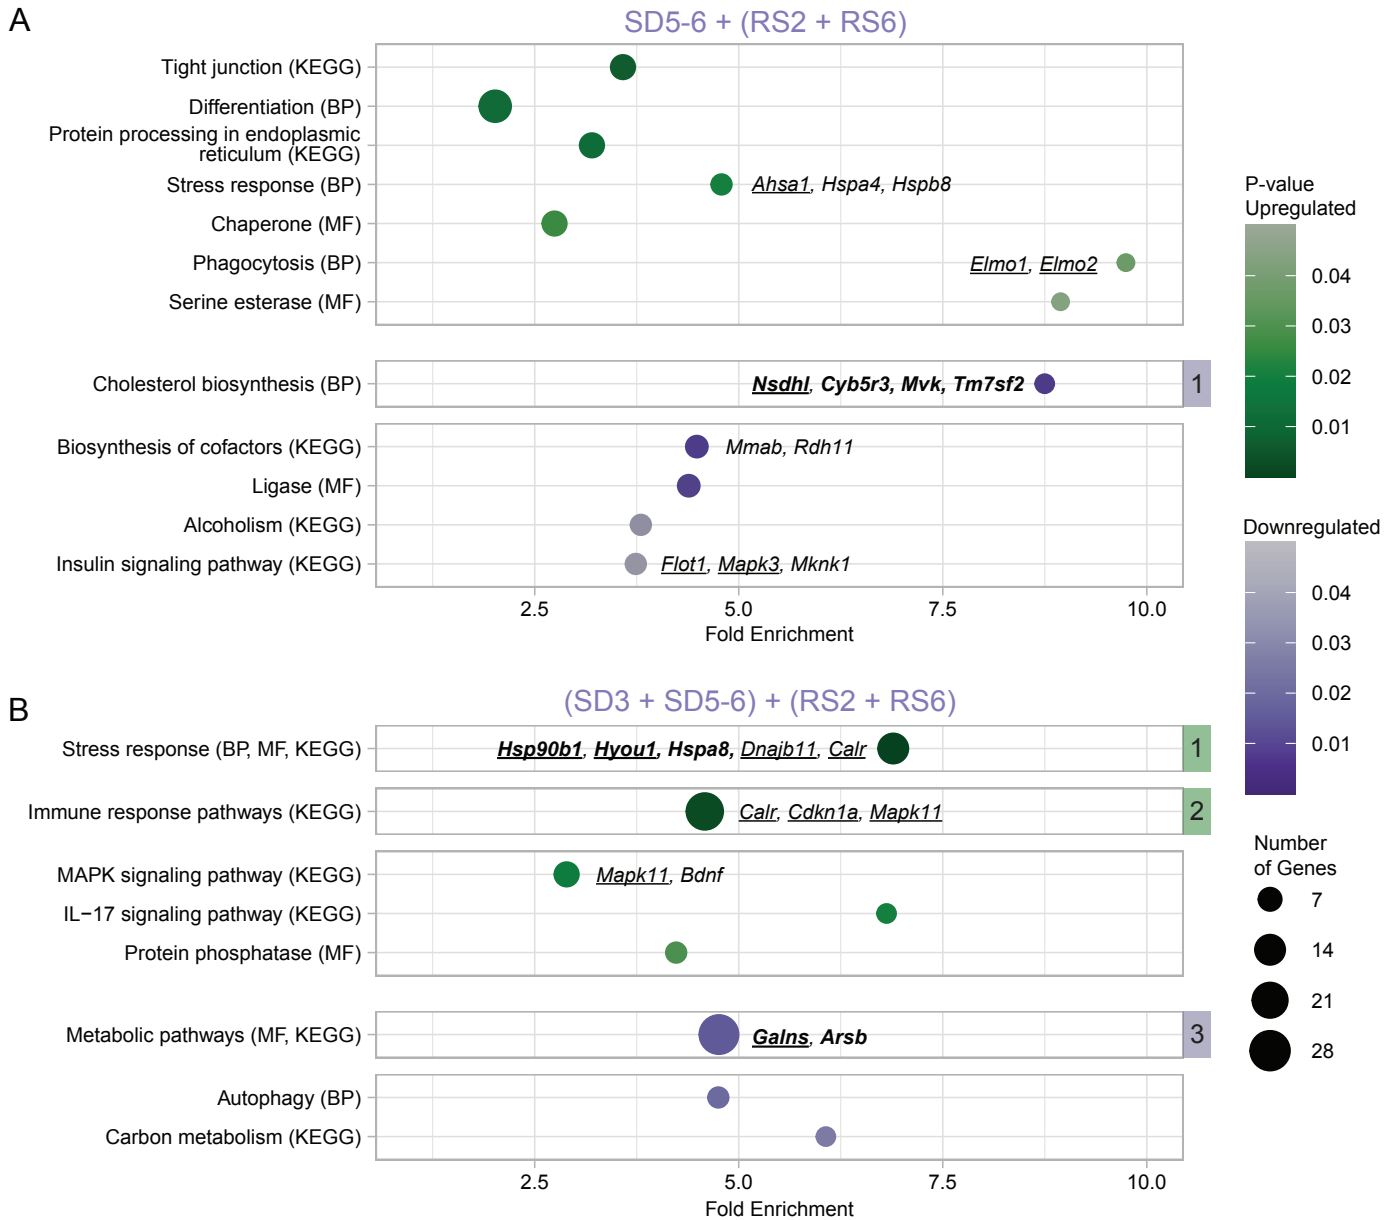 A
SD5-6 + (RS2 + RS6)
Tight junction (KEGG)
Differentiation (BP)
Protein processing in endoplasmic
reticulum (KEGG)
Stress response (BP)
Ahsa1, Hspa4, Hspb8
Chaperone (MF)
Phagocytosis (BP)
Elmo1, Elmo2
Serine esterase (MF)
Cholesterol biosynthesis (BP)
Nsdhl, Cyb5r3, Mvk, Tm7sf2
1
Biosynthesis of cofactors (KEGG)
Mmab, Rdh11
Ligase (MF)
Alcoholism (KEGG)
Insulin signaling pathway (KEGG)
Flot1, Mapk3, Mknk1
2.5 5.0 7.5 10.0
Fold Enrichment
B
(SD3 + SD5-6) + (RS2 + RS6)
Stress response (BP, MF, KEGG)
Hsp90b1, Hyou1, Hspa8, Dnajb11, Calr
1
Immune response pathways (KEGG)
Calr, Cdkn1a, Mapk11
2
MAPK signaling pathway (KEGG)
Mapk11, Bdnf
IL−17 signaling pathway (KEGG)
Protein phosphatase (MF)
Metabolic pathways (MF, KEGG)
Galns, Arsb
3
Autophagy (BP)
Carbon metabolism (KEGG)
2.5 5.0 7.5 10.0
Fold Enrichment
P-value
Upregulated
0.04
0.03
0.02
0.01
Downregulated
0.04
0.03
0.02
0.01
Number
of Genes
7
14
21
28